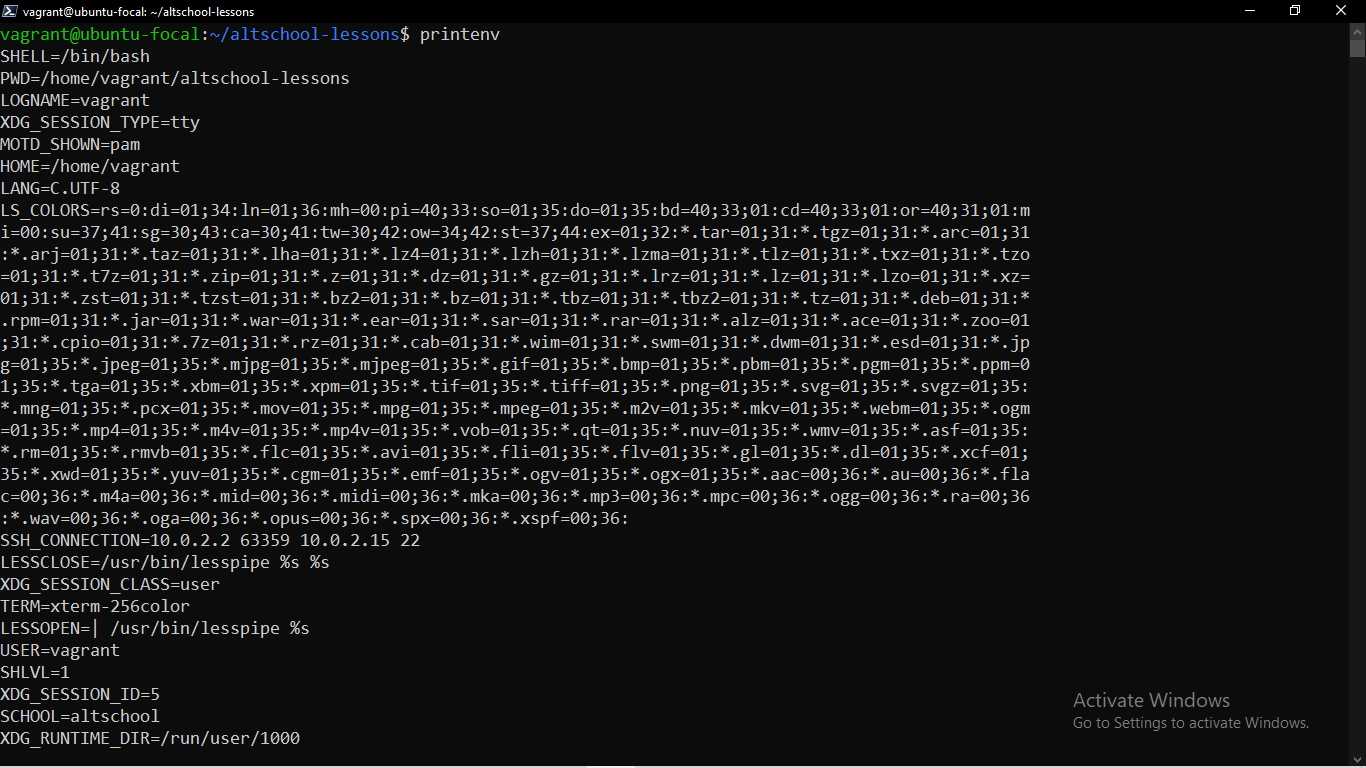 vagrant@ubuntu-focal: ~/altschool-lessons
vagrant@ubuntu-focal:~/altschool-lessons$ printenv
SHELL=/bin/bash
PWD=/home/vagrant/altschool-lessons
LOGNAME=vagrant
XDG_SESSION_TYPE=tty
MOTD_SHOWN=pam
HOME=/home/vagrant
LANG=C.UTF-8
LS_COLORS=rs=0:di=01;34:ln=01;36:mh=00:pi=40;33:so=01;35:do=01;35:bd=40;33;01:cd=40;33;01:or=40;31;01:m
i=00:su=37;41:sg=30;43:ca=30;41:tw=30;42:ow=34;42:st=37;44:ex=01;32:*.tar=01;31:*.tgz=01;31:*.arc=01;31
:*.arj=01;31:*.taz=01;31:*.lha=01;31:*.lz4=01;31:*.lzh=01;31:*.lzma=01;31:*.tlz=01;31:*.txz=01;31:*.tzo
=01;31:*.t7z=01;31:*.zip=01;31:*.z=01;31:*.dz=01;31:*.gz=01;31:*.lrz=01;31:*.lz=01;31:*.lzo=01;31:*.xz=
01;31:*.zst=01;31:*.tzst=01;31:*.bz2=01;31:*.bz=01;31:*.tbz=01;31:*.tbz2=01;31:*.tz=01;31:*.deb=01;31:*
.rpm=01;31:*.jar=01;31:*.war=01;31:*.ear=01;31:*.sar=01;31:*.rar=01;31:*.alz=01;31:*.ace=01;31:*.zoo=01
;31:*.cpio=01;31:*.7z=01;31:*.rz=01;31:*.cab=01;31:*.wim=01;31:*.swm=01;31:*.dwm=01;31:*.esd=01;31:*.jp
g=01;35:*.jpeg=01;35:*.mjpg=01;35:*.mjpeg=01;35:*.gif=01;35:*.bmp=01;35:*.pbm=01;35:*.pgm=01;35:*.ppm=0
1;35:*.tga=01;35:*.xbm=01;35:*.xpm=01;35:*.tif=01;35:*.tiff=01;35:*.png=01;35:*.svg=01;35:*.svgz=01;35:
*.mng=01;35:*.pcx=01;35:*.mov=01;35:*.mpg=01;35:*.mpeg=01;35:*.m2v=01;35:*.mkv=01;35:*.webm=01;35:*.ogm
=01;35:*.mp4=01;35:*.m4v=01;35:*.mp4v=01;35:*.vob=01;35:*.qt=01;35:*.nuv=01;35:*.wmv=01;35:*.asf=01;35:
*.rm=01;35:*.rmvb=01;35:*.flc=01;35:*.avi=01;35:*.fli=01;35:*.flv=01;35:*.gl=01;35:*.dl=01;35:*.xcf=01;
35:*.xwd=01;35:*.yuv=01;35:*.cgm=01;35:*.emf=01;35:*.ogv=01;35:*.ogx=01;35:*.aac=00;36:*.au=00;36:*.fla
c=00;36:*.m4a=00;36:*.mid=00;36:*.midi=00;36:*.mka=00;36:*.mp3=00;36:*.mpc=00;36:*.ogg=00;36:*.ra=00;36
:*.wav=00;36:*.oga=00;36:*.opus=00;36:*.spx=00;36:*.xspf=00;36:
SSH_CONNECTION=10.0.2.2 63359 10.0.2.15 22
LESSCLOSE=/usr/bin/lesspipe %s %s
XDG_SESSION_CLASS=user
TERM=xterm-256color
LESSOPEN=| /usr/bin/lesspipe %s
USER=vagrant
SHLVL=1
XDG_SESSION_ID=5
SCHOOL=altschool
XDG_RUNTIME_DIR=/run/user/1000
Activate Windows
Go to Settings to activate Windows.